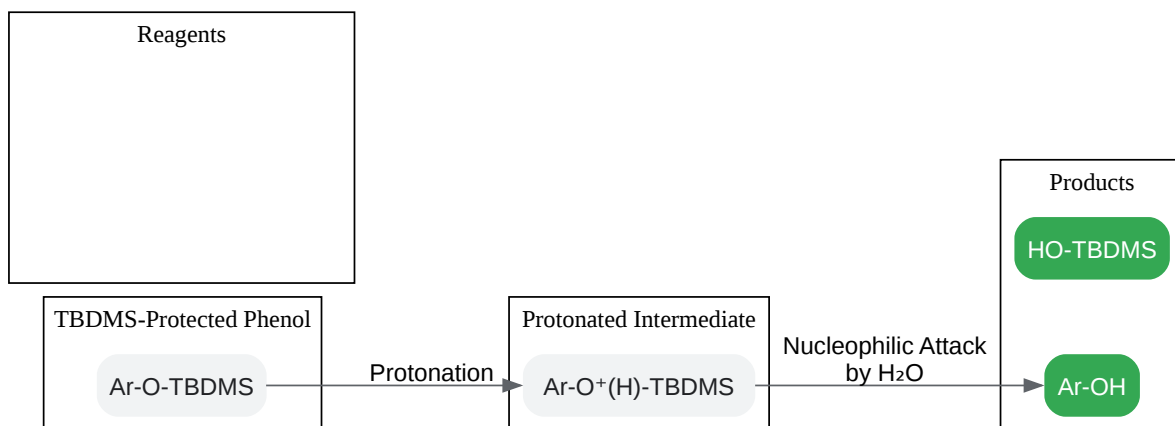 Reagents
TBDMS-Protected Phenol
Ar-O-TBDMS
Protonation
Protonated Intermediate
Ar-O⁺(H)-TBDMS
Nucleophilic Attack
by H₂O
Products
HO-TBDMS
Ar-OH